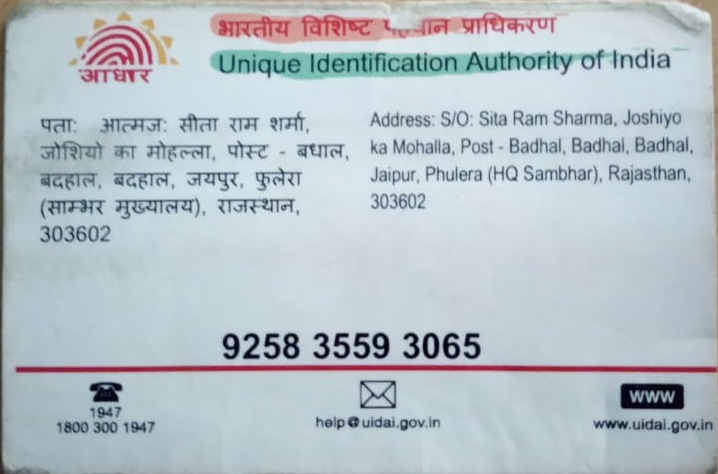 भारतीय विशिष्ट पहचान प्राधिकरण
Unique Identification Authority of India
आधार
पता: आत्मज: सीता राम शर्मा,
जोशियो का मोहल्ला, पोस्ट - बधाल,
बदहाल, बदहाल, जयपुर, फुलेरा
(साम्भर मुख्यालय), राजस्थान,
303602
Address: S/O: Sita Ram Sharma, Joshiyo
ka Mohalla, Post - Badhal, Badhal, Badhal,
Jaipur, Phulera (HQ Sambhar), Rajasthan,
303602
9258 3559 3065
1947
1800 300 1947
help@uidai.gov.in
www
www.uidai.gov.in